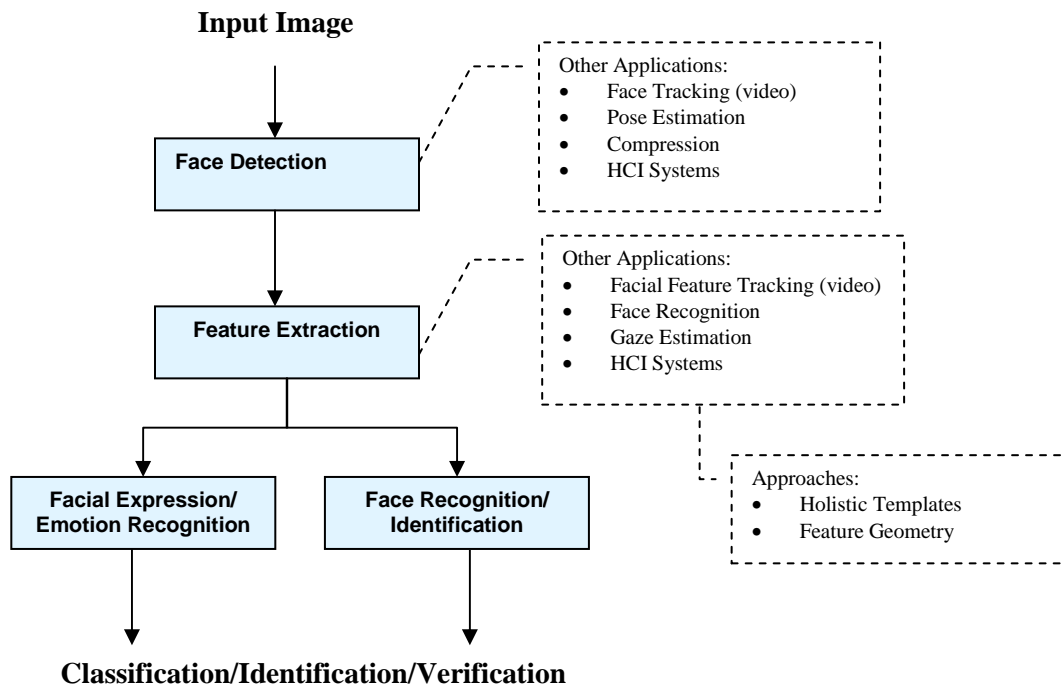 Input Image
Other Applications:
• Face Tracking (video)
• Pose Estimation
• Compression
• HCI Systems
Face Detection
Other Applications:
• Facial Feature Tracking (video)
• Face Recognition
• Gaze Estimation
• HCI Systems
Feature Extraction
Approaches:
• Holistic Templates
• Feature Geometry
Facial Expression/
Emotion Recognition
Face Recognition/
Identification
Classification/Identification/Verification